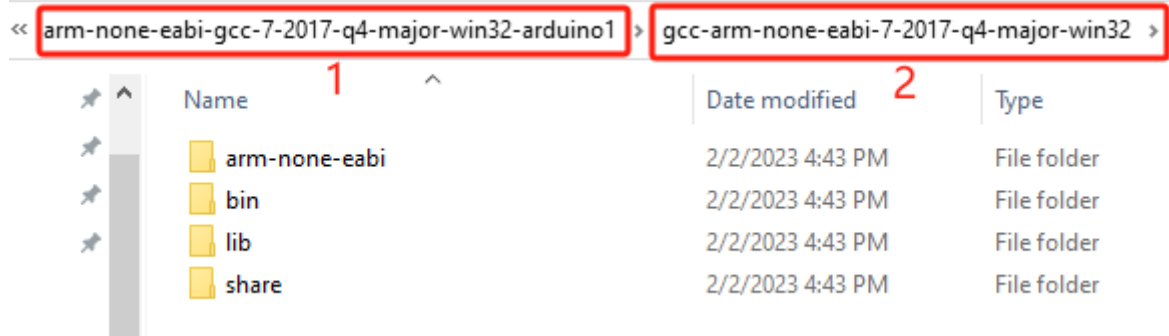 « arm-none-eabi-gcc-7-2017-q4-major-win32-arduino1 > gcc-arm-none-eabi-7-2017-q4-major-win32 >
1 2
Name Date modified Type
arm-none-eabi 2/2/2023 4:43 PM File folder
bin 2/2/2023 4:43 PM File folder
lib 2/2/2023 4:43 PM File folder
share 2/2/2023 4:43 PM File folder